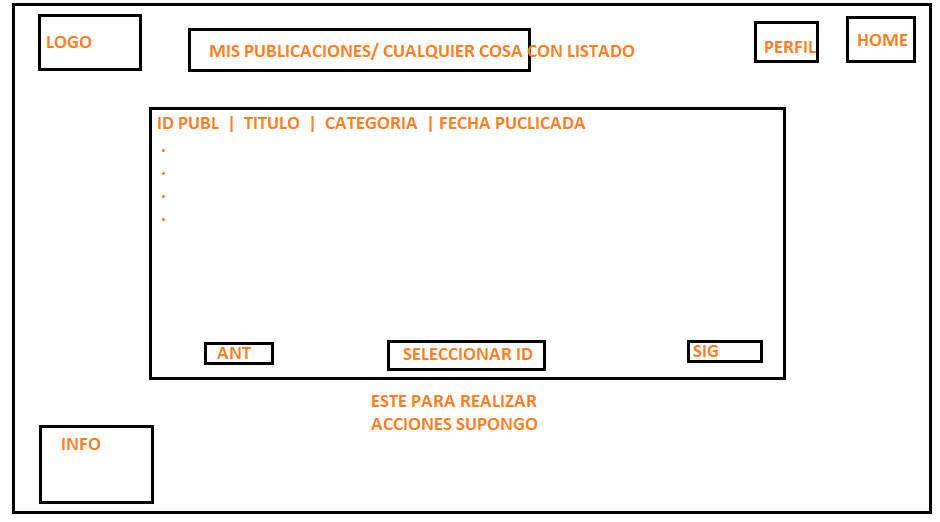 LOGO
MIS PUBLICACIONES/ CUALQUIER COSA CON LISTADO
PERFIL
HOME
ID PUBL | TITULO | CATEGORIA | FECHA PUCLICADA
.
.
.
.
ANT
SELECCIONAR ID
SIG
ESTE PARA REALIZAR
ACCIONES SUPONGO
INFO